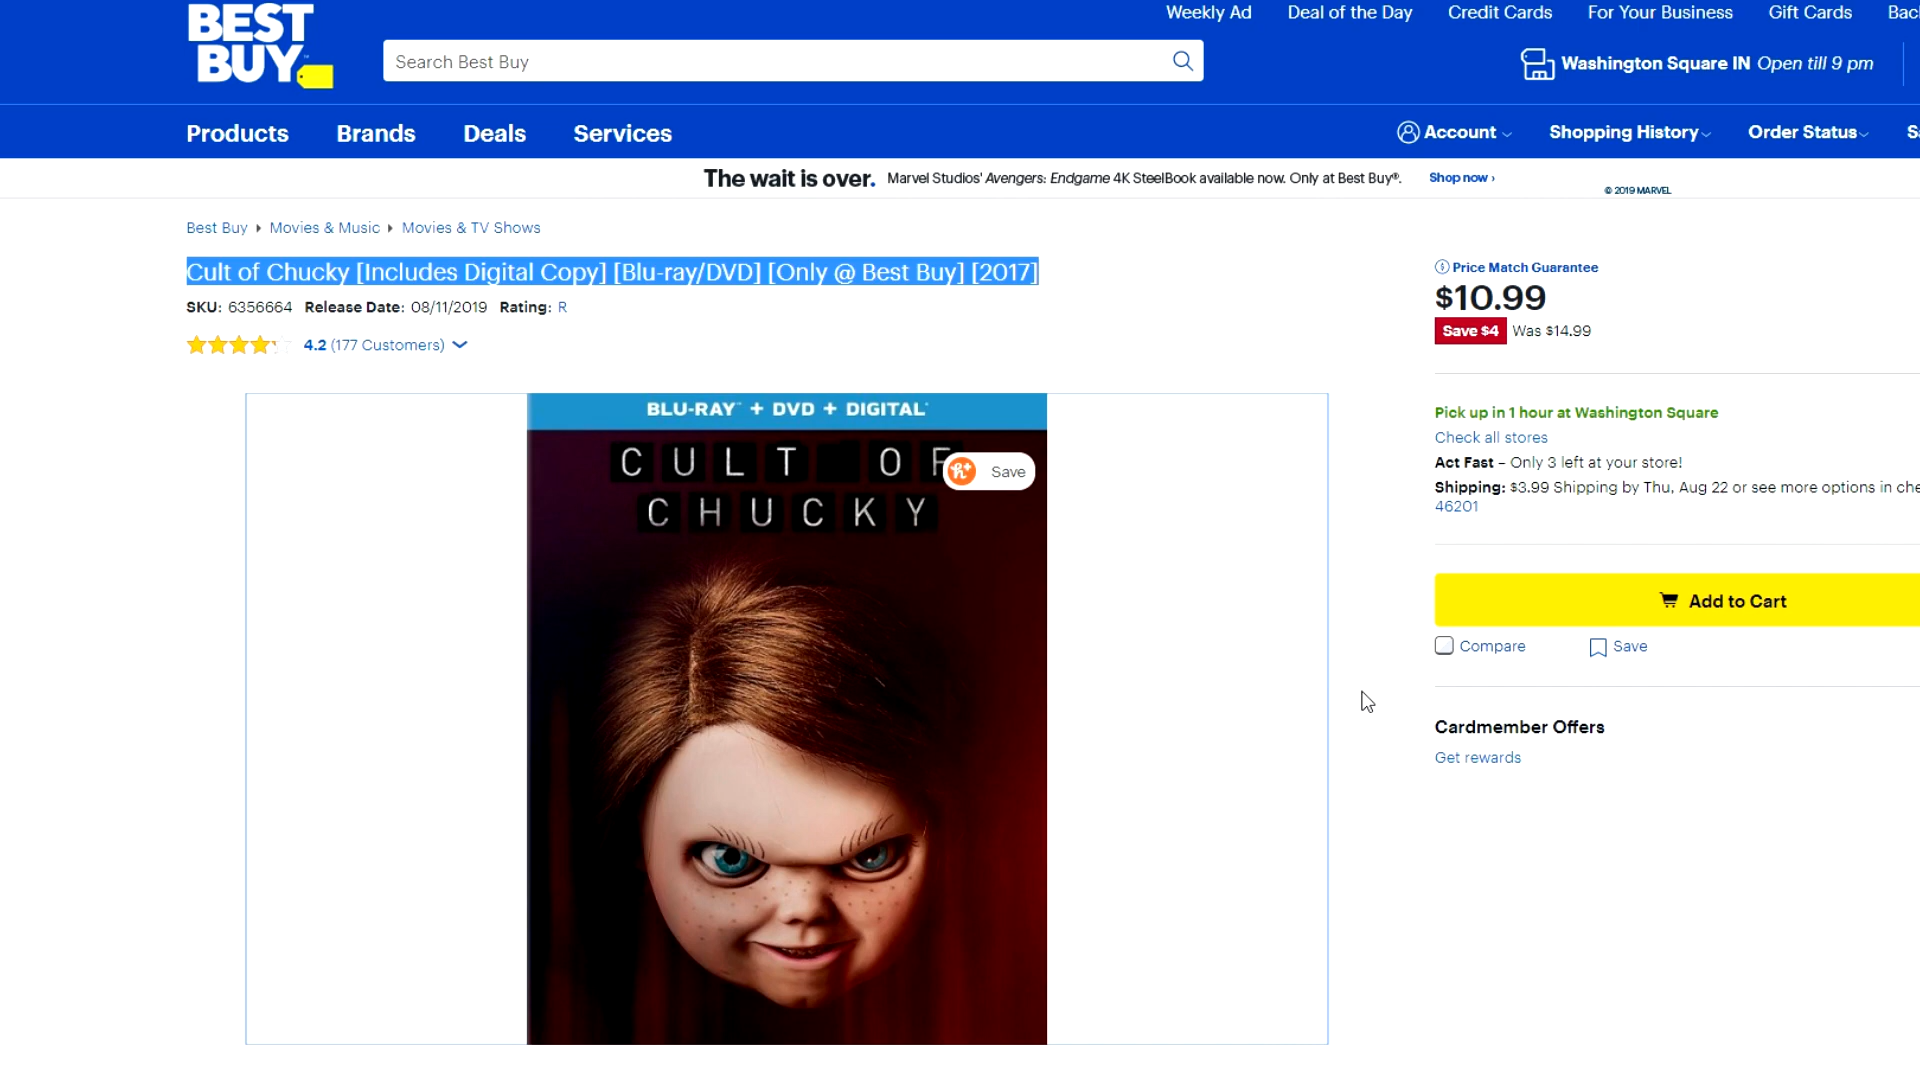 BEST
BUY
Weekly Ad Deal of the Day Credit Cards For Your Business Gift Cards
Search Best Buy
Washington Square IN Open till 9 pm
Products Brands Deals Services
Account Shopping History Order Status
The wait is over. Marvel Studios' Avengers: Endgame 4K SteelBook available now. Only at Best Buy®. Shop now ›
© 2019 MARVEL
Best Buy Movies & Music Movies & TV Shows
Cult of Chucky [Includes Digital Copy] [Blu-ray/DVD] [Only @ Best Buy] [2017]
SKU: 6356664 Release Date: 08/11/2019 Rating: R
4.2 (177 Customers)
Price Match Guarantee
$10.99
Save $4 Was $14.99
Pick up in 1 hour at Washington Square
Check all stores
Act Fast – Only 3 left at your store!
Shipping: $3.99 Shipping by Thu, Aug 22 or see more options in
46201
Add to Cart
Compare Save
Cardmember Offers
Get rewards
BLU-RAY™ + DVD + DIGITAL
CULT OF
Save
CHUCKY